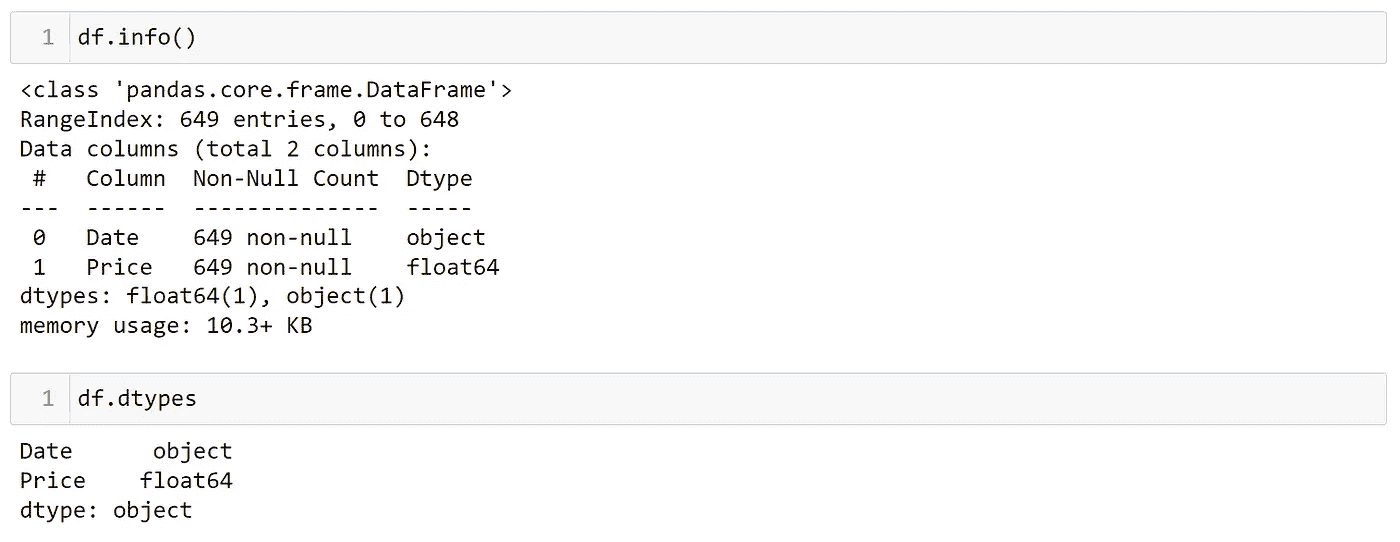 1 df.info()
<class 'pandas.core.frame.DataFrame'>
RangeIndex: 649 entries, 0 to 648
Data columns (total 2 columns):
 #   Column  Non-Null Count  Dtype
---  ------  --------------  -----
 0   Date    649 non-null    object
 1   Price   649 non-null    float64
dtypes: float64(1), object(1)
memory usage: 10.3+ KB
1 df.dtypes
Date      object
Price    float64
dtype: object